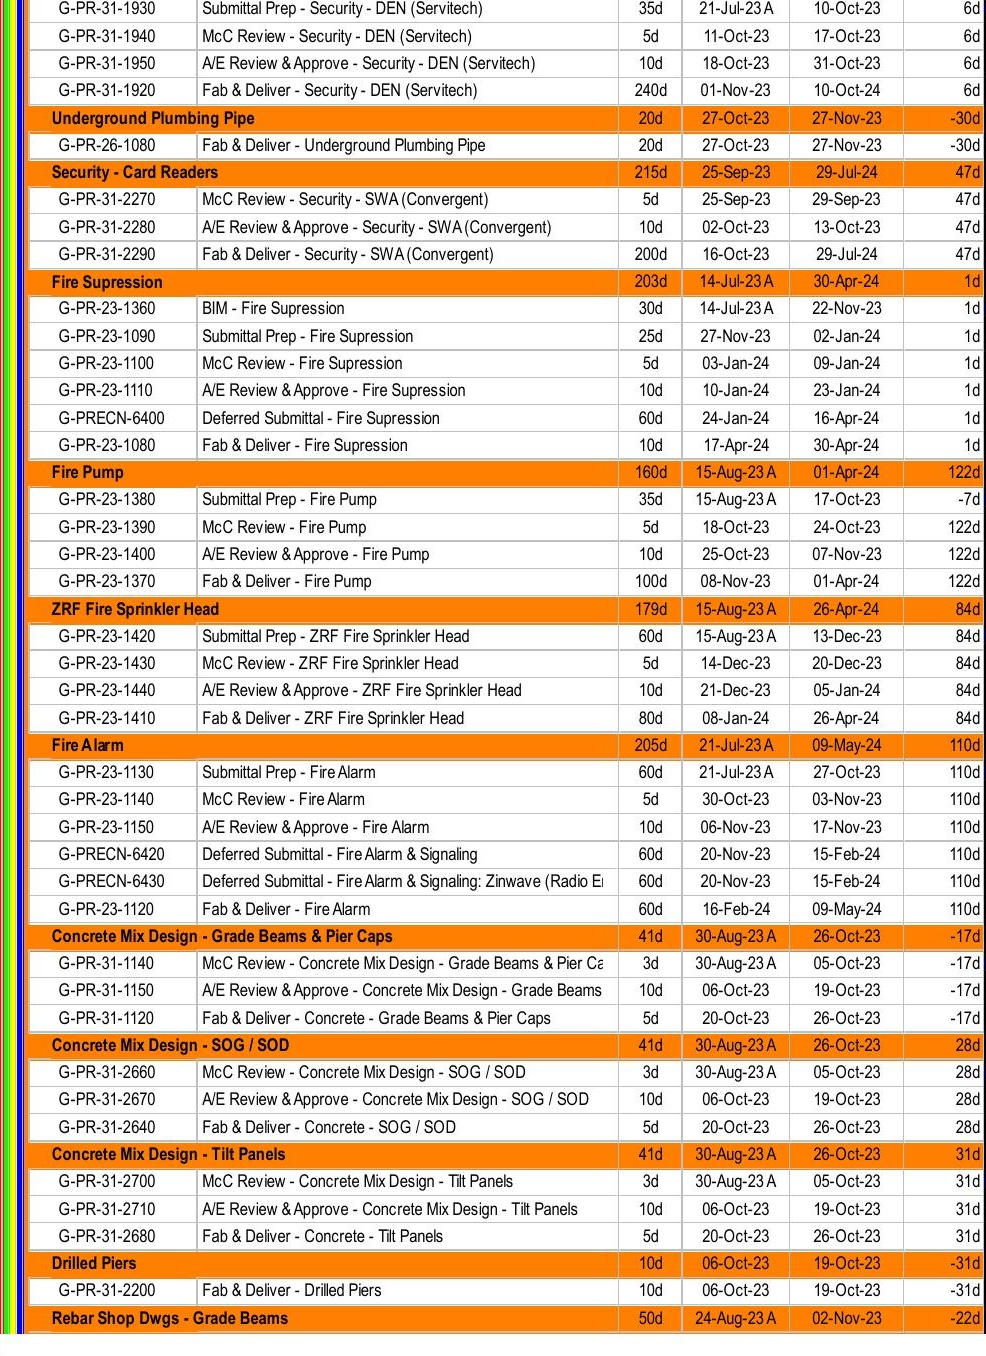 G-PR-31-1930 Submittal Prep - Security - DEN (Servitech) 35d 21-Jul-23 A 10-Oct-23 6d
G-PR-31-1940 McC Review - Security - DEN (Servitech) 5d 11-Oct-23 17-Oct-23 6d
G-PR-31-1950 A/E Review & Approve - Security - DEN (Servitech) 10d 18-Oct-23 31-Oct-23 6d
G-PR-31-1920 Fab & Deliver - Security - DEN (Servitech) 240d 01-Nov-23 10-Oct-24 6d
Underground Plumbing Pipe 20d 27-Oct-23 27-Nov-23 -30d
G-PR-26-1080 Fab & Deliver - Underground Plumbing Pipe 20d 27-Oct-23 27-Nov-23 -30d
Security - Card Readers 215d 25-Sep-23 29-Jul-24 47d
G-PR-31-2270 McC Review - Security - SWA (Convergent) 5d 25-Sep-23 29-Sep-23 47d
G-PR-31-2280 A/E Review & Approve - Security - SWA (Convergent) 10d 02-Oct-23 13-Oct-23 47d
G-PR-31-2290 Fab & Deliver - Security - SWA (Convergent) 200d 16-Oct-23 29-Jul-24 47d
Fire Supression 203d 14-Jul-23 A 30-Apr-24 1d
G-PR-23-1360 BIM - Fire Supression 30d 14-Jul-23 A 22-Nov-23 1d
G-PR-23-1090 Submittal Prep - Fire Supression 25d 27-Nov-23 02-Jan-24 1d
G-PR-23-1100 McC Review - Fire Supression 5d 03-Jan-24 09-Jan-24 1d
G-PR-23-1110 A/E Review & Approve - Fire Supression 10d 10-Jan-24 23-Jan-24 1d
G-PRECN-6400 Deferred Submittal - Fire Supression 60d 24-Jan-24 16-Apr-24 1d
G-PR-23-1080 Fab & Deliver - Fire Supression 10d 17-Apr-24 30-Apr-24 1d
Fire Pump 160d 15-Aug-23 A 01-Apr-24 122d
G-PR-23-1380 Submittal Prep - Fire Pump 35d 15-Aug-23 A 17-Oct-23 -7d
G-PR-23-1390 McC Review - Fire Pump 5d 18-Oct-23 24-Oct-23 122d
G-PR-23-1400 A/E Review & Approve - Fire Pump 10d 25-Oct-23 07-Nov-23 122d
G-PR-23-1370 Fab & Deliver - Fire Pump 100d 08-Nov-23 01-Apr-24 122d
ZRF Fire Sprinkler Head 179d 15-Aug-23 A 26-Apr-24 84d
G-PR-23-1420 Submittal Prep - ZRF Fire Sprinkler Head 60d 15-Aug-23 A 13-Dec-23 84d
G-PR-23-1430 McC Review - ZRF Fire Sprinkler Head 5d 14-Dec-23 20-Dec-23 84d
G-PR-23-1440 A/E Review & Approve - ZRF Fire Sprinkler Head 10d 21-Dec-23 05-Jan-24 84d
G-PR-23-1410 Fab & Deliver - ZRF Fire Sprinkler Head 80d 08-Jan-24 26-Apr-24 84d
Fire Alarm 205d 21-Jul-23 A 09-May-24 110d
G-PR-23-1130 Submittal Prep - Fire Alarm 60d 21-Jul-23 A 27-Oct-23 110d
G-PR-23-1140 McC Review - Fire Alarm 5d 30-Oct-23 03-Nov-23 110d
G-PR-23-1150 A/E Review & Approve - Fire Alarm 10d 06-Nov-23 17-Nov-23 110d
G-PRECN-6420 Deferred Submittal - Fire Alarm & Signaling 60d 20-Nov-23 15-Feb-24 110d
G-PRECN-6430 Deferred Submittal - Fire Alarm & Signaling: Zinwave (Radio 60d 20-Nov-23 15-Feb-24 110d
G-PR-23-1120 Fab & Deliver - Fire Alarm 60d 16-Feb-24 09-May-24 110d
Concrete Mix Design - Grade Beams & Pier Caps 41d 30-Aug-23 A 26-Oct-23 -17d
G-PR-31-1140 McC Review - Concrete Mix Design - Grade Beams & Pier Ca 3d 30-Aug-23 A 05-Oct-23 -17d
G-PR-31-1150 A/E Review & Approve - Concrete Mix Design - Grade Beams 10d 06-Oct-23 19-Oct-23 -17d
G-PR-31-1120 Fab & Deliver - Concrete - Grade Beams & Pier Caps 5d 20-Oct-23 26-Oct-23 -17d
Concrete Mix Design - SOG / SOD 41d 30-Aug-23 A 26-Oct-23 28d
G-PR-31-2660 McC Review - Concrete Mix Design - SOG / SOD 3d 30-Aug-23 A 05-Oct-23 28d
G-PR-31-2670 A/E Review & Approve - Concrete Mix Design - SOG / SOD 10d 06-Oct-23 19-Oct-23 28d
G-PR-31-2640 Fab & Deliver - Concrete - SOG / SOD 5d 20-Oct-23 26-Oct-23 28d
Concrete Mix Design - Tilt Panels 41d 30-Aug-23 A 26-Oct-23 31d
G-PR-31-2700 McC Review - Concrete Mix Design - Tilt Panels 3d 30-Aug-23 A 05-Oct-23 31d
G-PR-31-2710 A/E Review & Approve - Concrete Mix Design - Tilt Panels 10d 06-Oct-23 19-Oct-23 31d
G-PR-31-2680 Fab & Deliver - Concrete - Tilt Panels 5d 20-Oct-23 26-Oct-23 31d
Drilled Piers 10d 06-Oct-23 19-Oct-23 -31d
G-PR-31-2200 Fab & Deliver - Drilled Piers 10d 06-Oct-23 19-Oct-23 -31d
Rebar Shop Dwgs - Grade Beams 50d 24-Aug-23 A 02-Nov-23 -22d